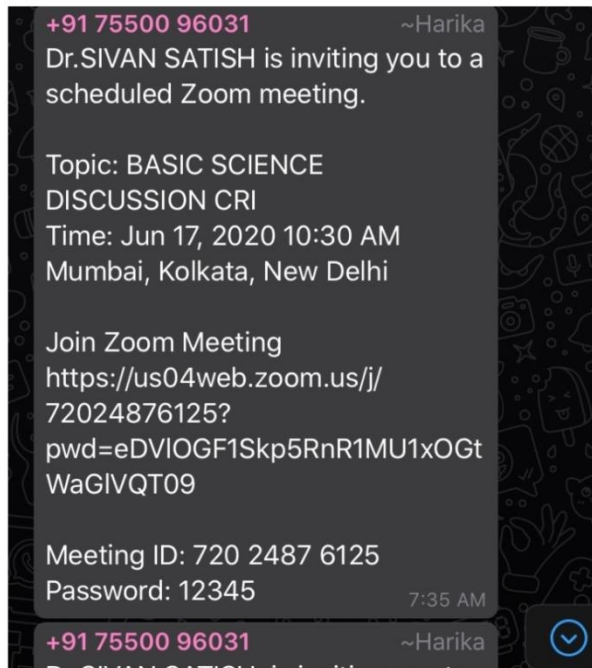 +91 75500 96031 ~Harika
Dr.SIVAN SATISH is inviting you to a
scheduled Zoom meeting.
Topic: BASIC SCIENCE
DISCUSSION CRI
Time: Jun 17, 2020 10:30 AM
Mumbai, Kolkata, New Delhi
Join Zoom Meeting
https://us04web.zoom.us/j/
72024876125?
pwd=eDVlOGF1Skp5RnR1MU1xOGt
WaGlVQT09
Meeting ID: 720 2487 6125
Password: 12345
7:35 AM
+91 75500 96031 ~Harika